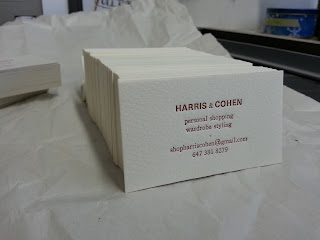 HARRIS & COHEN
personal shopping
wardrobe styling
shopharriscohen@gmail.com
647 381 8279